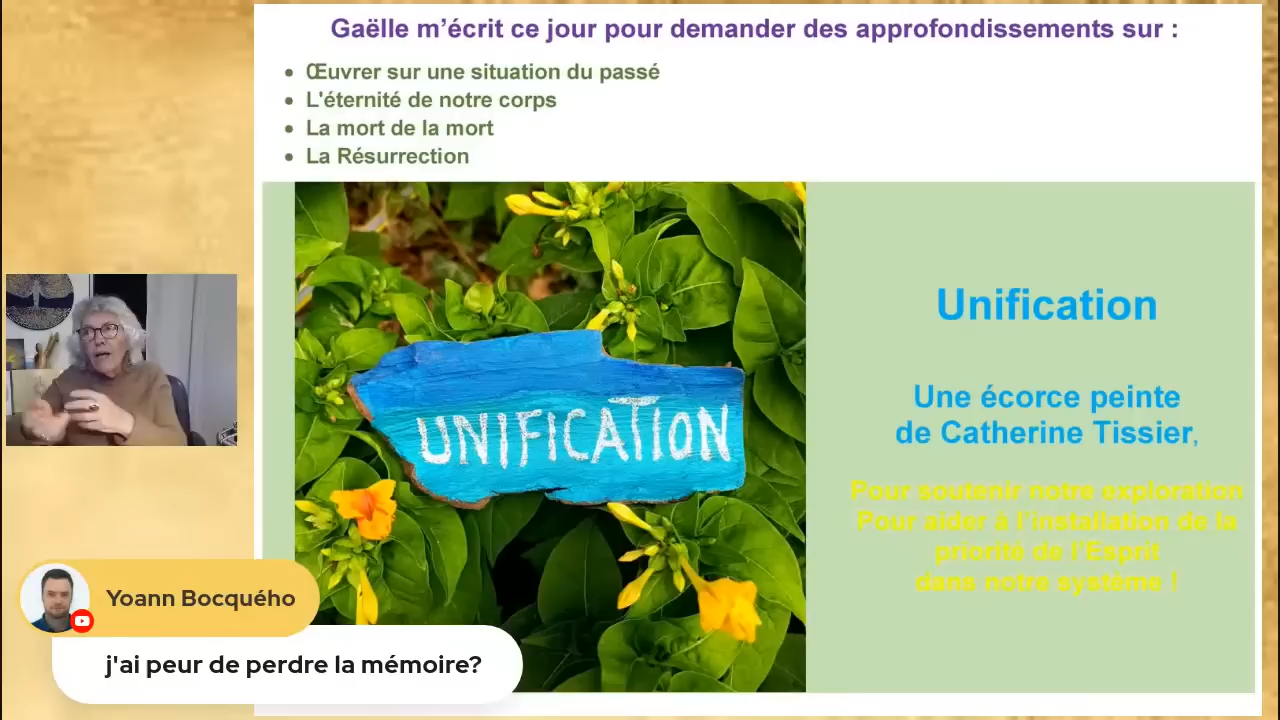 Gaëlle m’écrit ce jour pour demander des approfondissements sur :
• Œuvrer sur une situation du passé
• L'éternité de notre corps
• La mort de la mort
• La Résurrection
UNIFICATION
Unification
Une écorce peinte
de Catherine Tissier,
Pour soutenir notre exploration
Pour aider à l'installation de la
priorité de l'Esprit
dans notre système !
Yoann Bocquého
j'ai peur de perdre la mémoire?